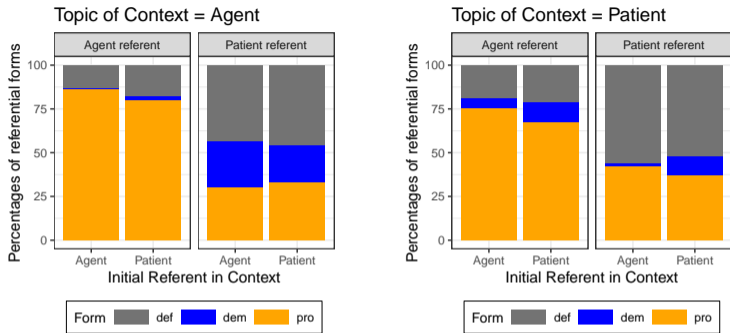 Topic of Context = Agent
Agent referent Patient referent
Percentages of referential forms
100
75
50
25
0
Agent Patient Agent Patient
Initial Referent in Context
Form def dem pro
Topic of Context = Patient
Agent referent Patient referent
Percentages of referential forms
100
75
50
25
0
Agent Patient Agent Patient
Initial Referent in Context
Form def dem pro